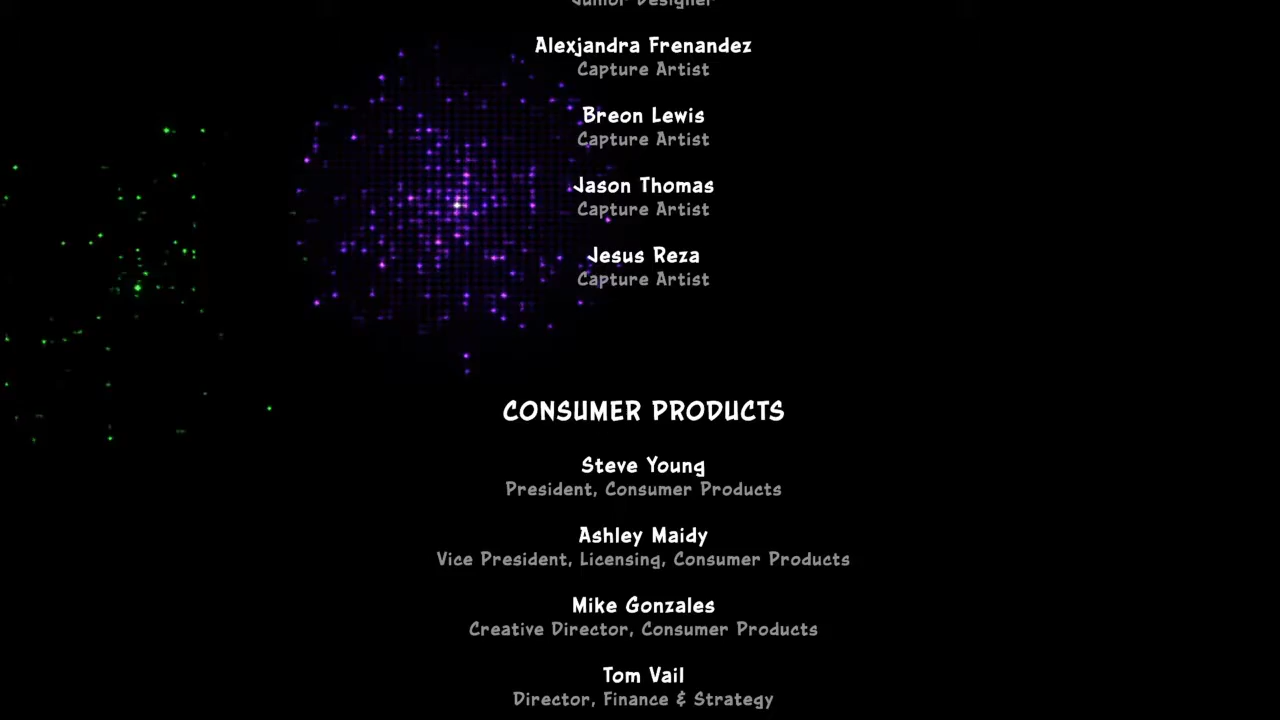 Junior Designer
Alexjandra Frenandez
Capture Artist
Breon Lewis
Capture Artist
Jason Thomas
Capture Artist
Jesus Reza
Capture Artist
CONSUMER PRODUCTS
Steve Young
President, Consumer Products
Ashley Maidy
Vice President, Licensing, Consumer Products
Mike Gonzales
Creative Director, Consumer Products
Tom Vail
Director, Finance & Strategy